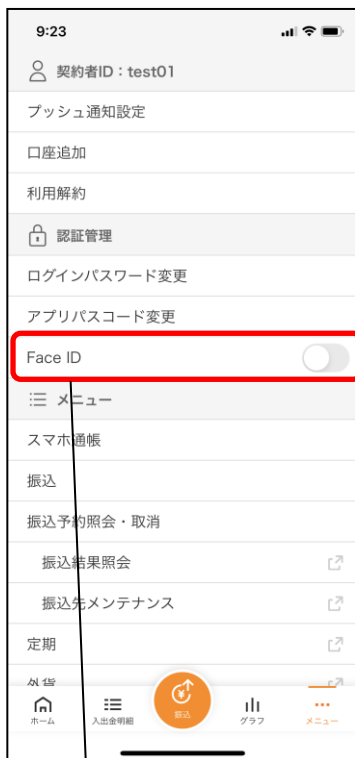 9:23
契約者ID：test01
プッシュ通知設定
口座追加
利用解約
認証管理
ログインパスワード変更
アプリパスコード変更
Face ID
メニュー
スマホ通帳
振込
振込予約照会・取消
振込結果照会
振込先メンテナンス
定期
外貨
ホーム
入出金明細
振込
グラフ
メニュー